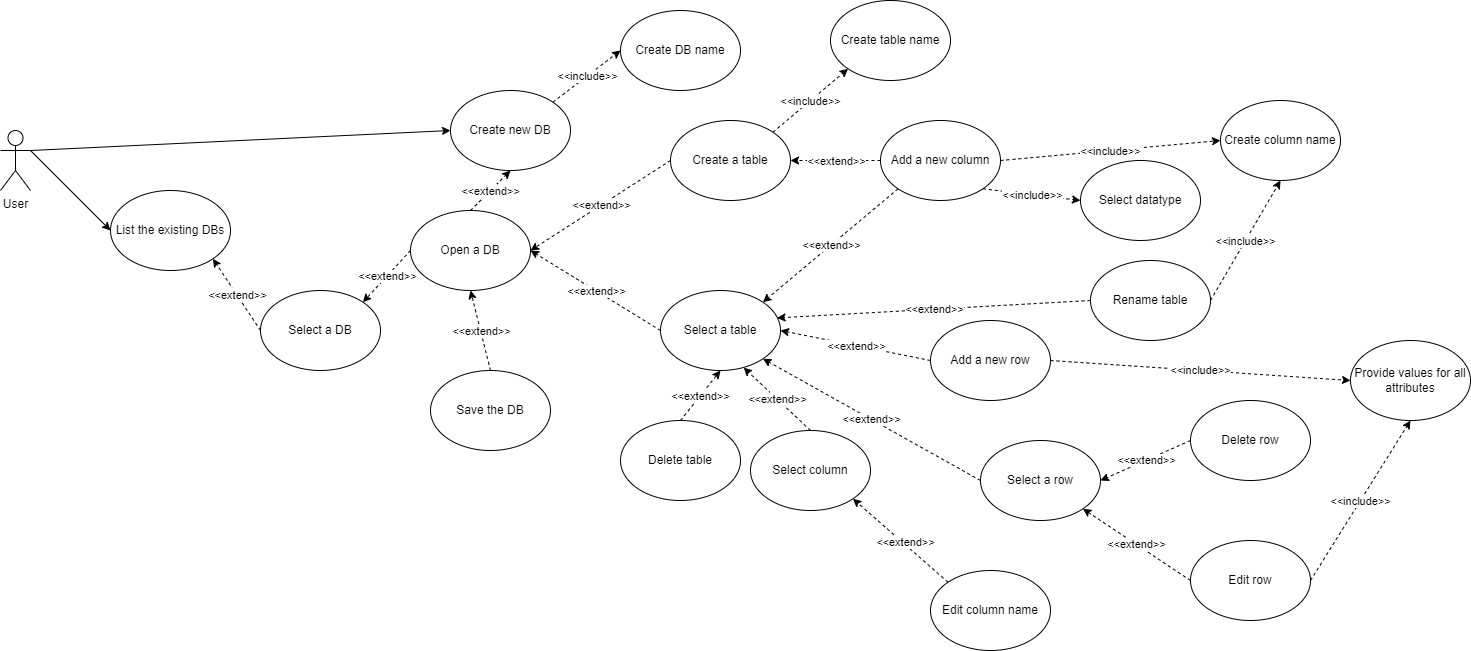 Create table name
Create DB name
<<include>>
<<include>>
Create new DB
Create column name
Create a table
<<extend>>
Add a new column
<<include>>
User
<<extend>>
<<include>>
Select datatype
<<extend>>
List the existing DBs
Open a DB
<<extend>>
<<include>>
<<extend>>
<<extend>>
<<extend>>
Rename table
<<extend>>
<<extend>>
Select a DB
<<extend>>
Select a table
<<extend>>
Add a new row
<<include>>
Provide values for all
attributes
<<extend>>
<<extend>>
Save the DB
<<extend>>
Delete row
Delete table
Select column
<<extend>>
Select a row
<<include>>
<<extend>>
<<extend>>
Edit row
Edit column name